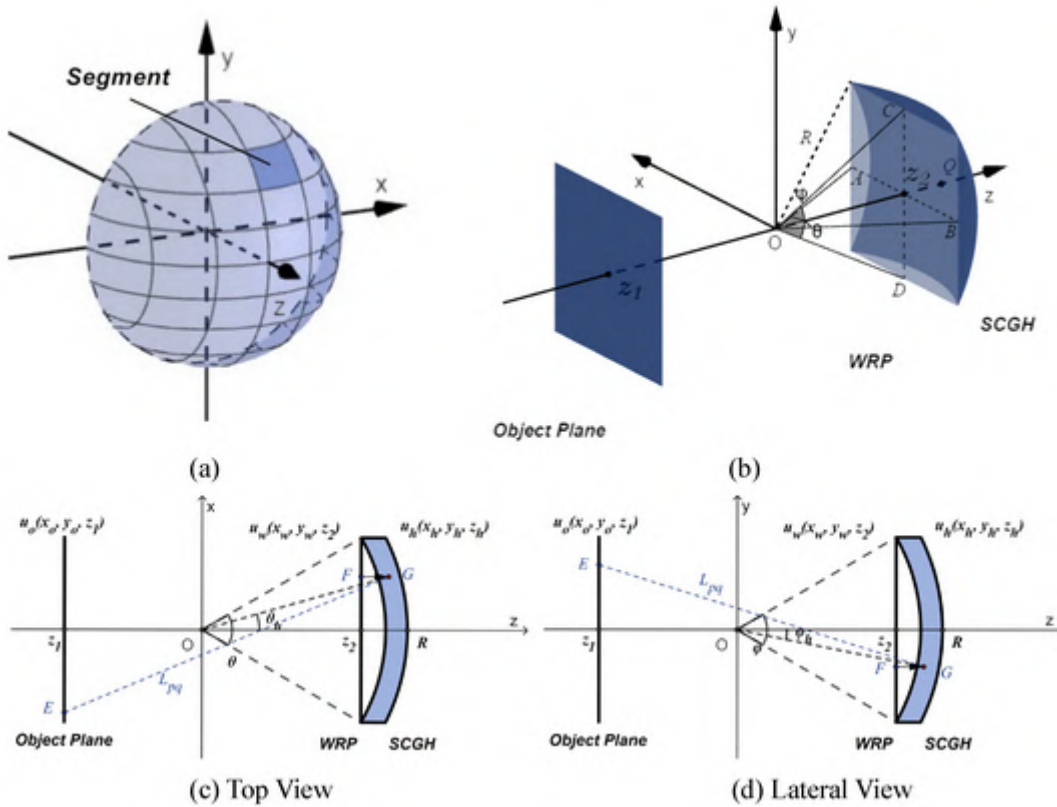 y
Segment
x
z
(a)
y
C
R
x
A
z2
Q
φ
z
O
θ
B
z1
D
SCGH
WRP
Object Plane
(b)
x
uo(xo, yo, z1)
uw(xw, yw, z2)
uh(xh, yh, zh)
F
G
θh
z
z1
O
z2
R
θ
Lpq
E
Object Plane
WRP
SCGH
(c) Top View
y
uo(xo, yo, z1)
uw(xw, yw, z2)
uh(xh, yh, zh)
E
Lpq
z
z1
O
φ
φh
z2
R
F
G
Object Plane
WRP
SCGH
(d) Lateral View